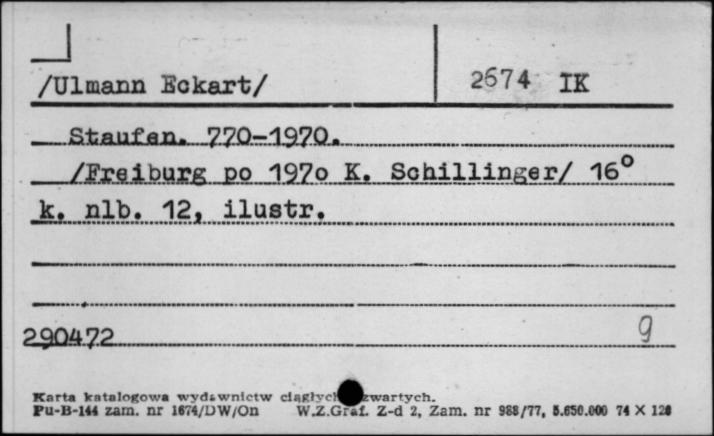 /Ulmann Eckart/ 2674 IK
Staufen. 770-1970.
/Freiburg po 1970 K. Schillinger/ 16°
k. nlb. 12, ilustr.
290472 g
Karta katalogowa wydawnictw ciągłych zwartych.
Pu-B-144 zam. nr 1674/DW/On W.Z.Graf. Z-d 2, Zam. nr 988/77, 5.650.000 74 X 120